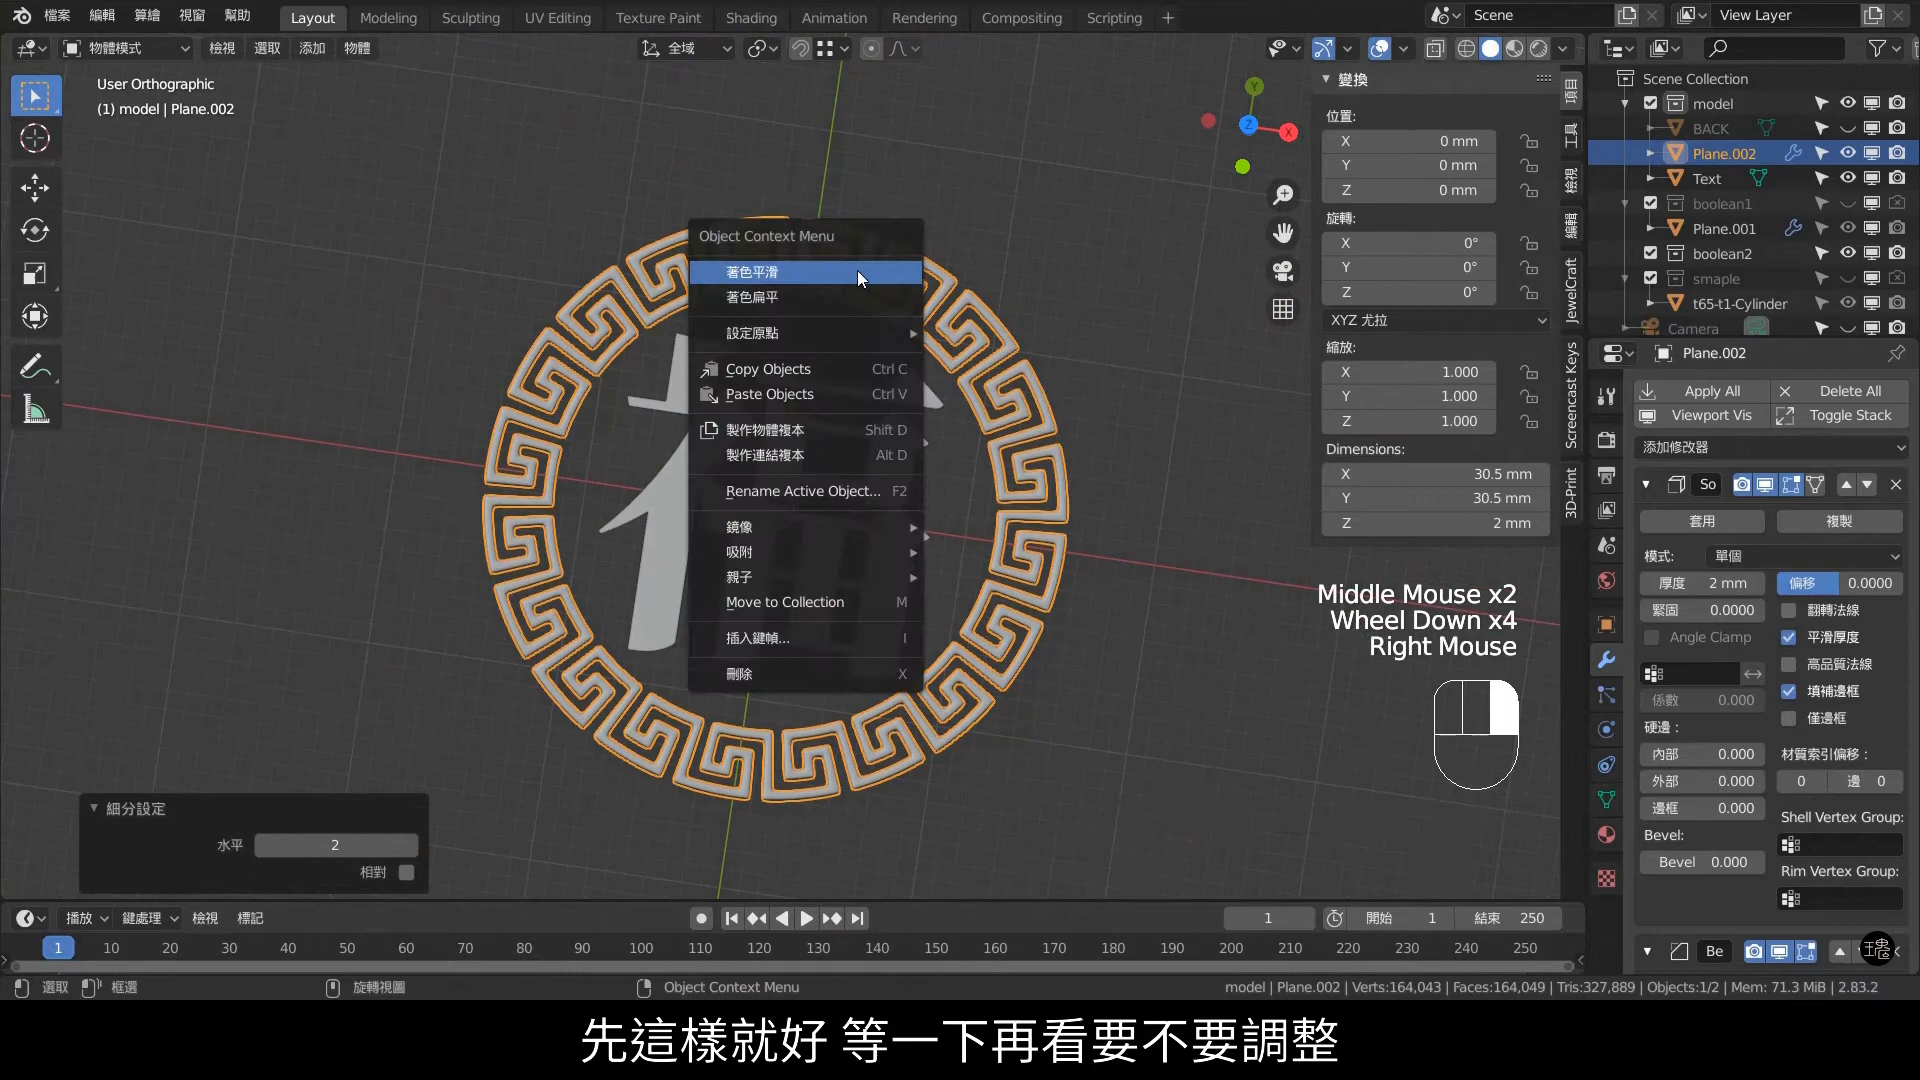 檔案 編輯 算繪 視窗 幫助 Layout Modeling Sculpting UV Editing Texture Paint Shading Animation Rendering Compositing Scripting + Scene View Layer
物體模式 檢視 選取 添加 物體 全域
User Orthographic
(1) model | Plane.002
Y
Z
X
Object Context Menu
著色平滑
著色扁平
設定原點
Copy Objects Ctrl C
Paste Objects Ctrl V
製作物體複本 Shift D
製作連結複本 Alt D
Rename Active Object... F2
鏡像
吸附
親子
Move to Collection M
插入鍵幀... I
刪除 X
變換
位置:
X 0 mm
Y 0 mm
Z 0 mm
旋轉:
X 0°
Y 0°
Z 0°
XYZ 尤拉
縮放:
X 1.000
Y 1.000
Z 1.000
Dimensions:
X 30.5 mm
Y 30.5 mm
Z 2 mm
項目
工具
檢視
編輯
JewelCraft
Screencast Keys
3D-Print
Middle Mouse x2
Wheel Down x4
Right Mouse
Scene Collection
model
BACK
Plane.002
Text
boolean1
Plane.001
boolean2
smaple
t65-t1-Cylinder
Camera
Plane.002
Apply All Delete All
Viewport Vis Toggle Stack
添加修改器
So
套用 複製
模式: 單個
厚度 2 mm 偏移 0.0000
緊固 0.0000 翻轉法線
Angle Clamp 平滑厚度
高品質法線
填補邊框
係數 0.000 僅邊框
硬邊 :
內部 0.000 材質索引偏移 :
外部 0.000 0 邊 0
邊框 0.000 Shell Vertex Group:
Bevel:
Bevel 0.000 Rim Vertex Group:
Be
細分設定
水平 2
相對
播放 鍵處理 檢視 標記 1 開始 1 結束 250
1 10 20 30 40 50 60 70 80 90 100 110 120 130 140 150 160 170 180 190 200 210 220 230 240 250
選取 框選 旋轉視圖 Object Context Menu model | Plane.002 | Verts:164,043 | Faces:164,049 | Tris:327,889 | Objects:1/2 | Mem: 71.3 MiB | 2.83.2
先這樣就好 等一下再看要不要調整